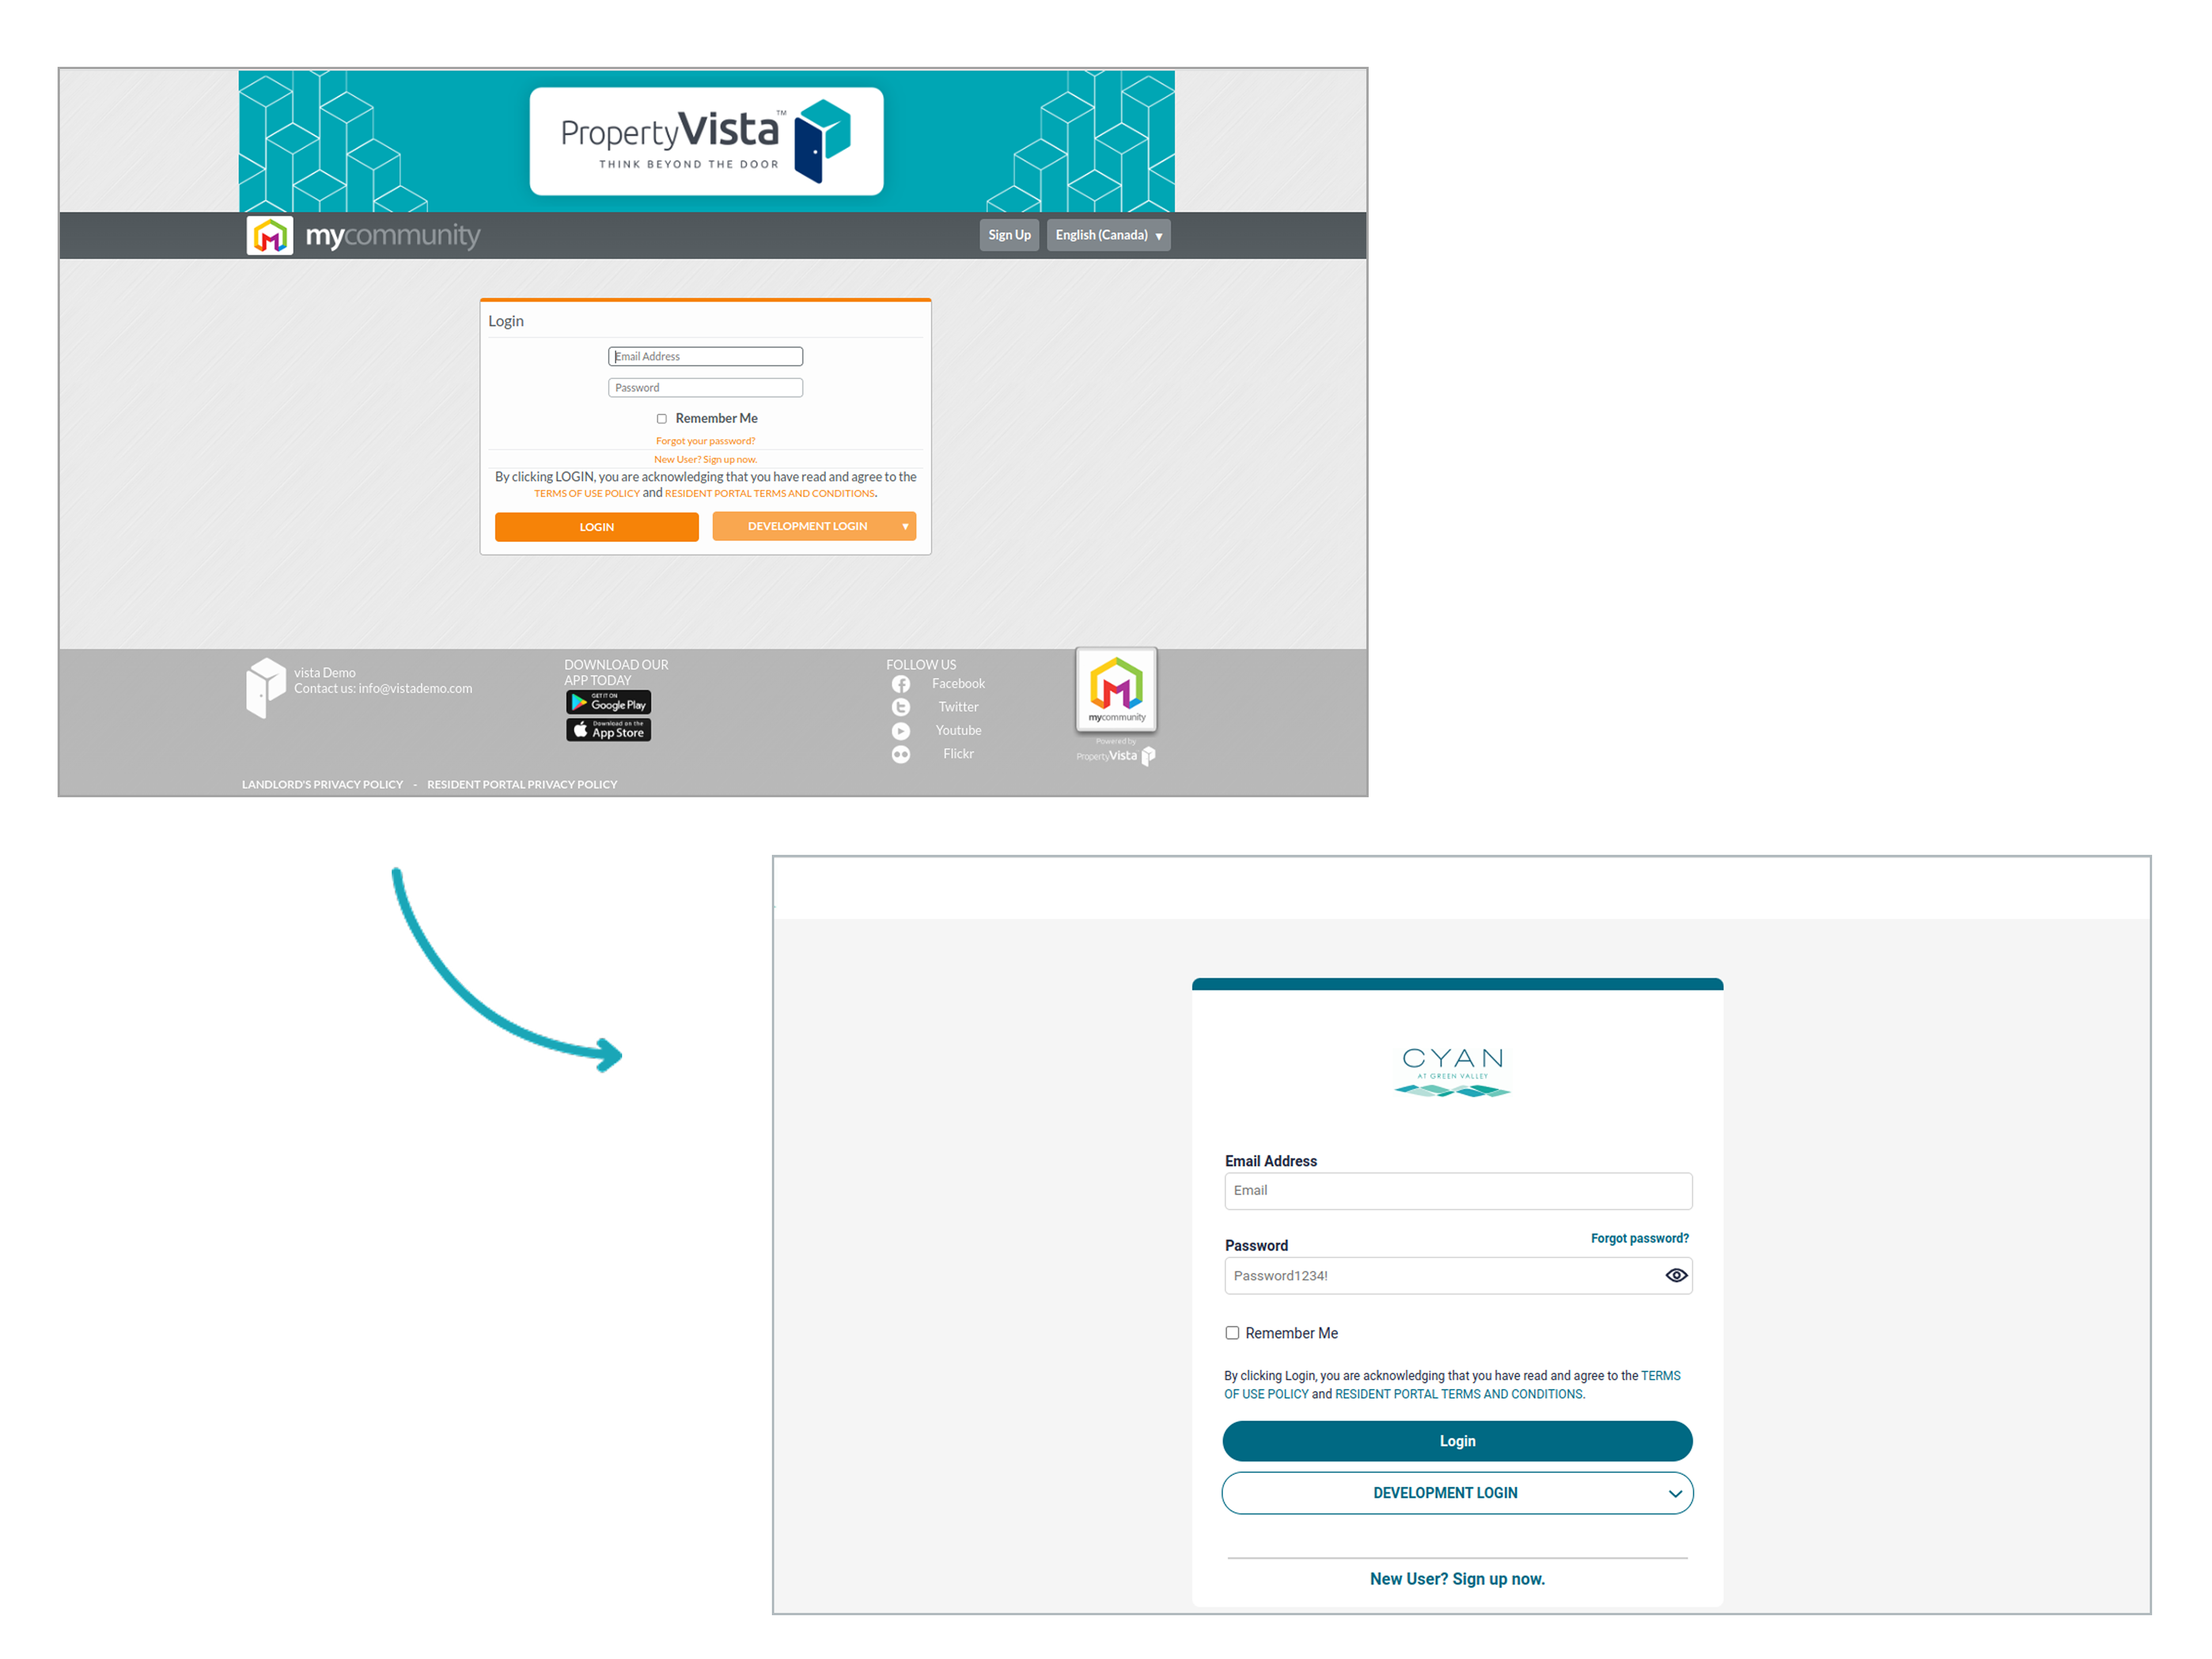 PropertyVista™
THINK BEYOND THE DOOR
mycommunity
Sign Up
English (Canada) ▾
Login
Email Address
Password
Remember Me
Forgot your password?
New User? Sign up now.
By clicking LOGIN, you are acknowledging that you have read and agree to the
TERMS OF USE POLICY and RESIDENT PORTAL TERMS AND CONDITIONS.
LOGIN
DEVELOPMENT LOGIN ▾
vista Demo
Contact us: info@vistademo.com
DOWNLOAD OUR
APP TODAY
GET IT ON
Google Play
Download on the
App Store
FOLLOW US
Facebook
Twitter
Youtube
Flickr
mycommunity
Powered by
PropertyVista
LANDLORD'S PRIVACY POLICY - RESIDENT PORTAL PRIVACY POLICY
CYAN
AT GREEN VALLEY
Email Address
Email
Password
Forgot password?
Password1234!
Remember Me
By clicking Login, you are acknowledging that you have read and agree to the TERMS
OF USE POLICY and RESIDENT PORTAL TERMS AND CONDITIONS.
Login
DEVELOPMENT LOGIN
New User? Sign up now.